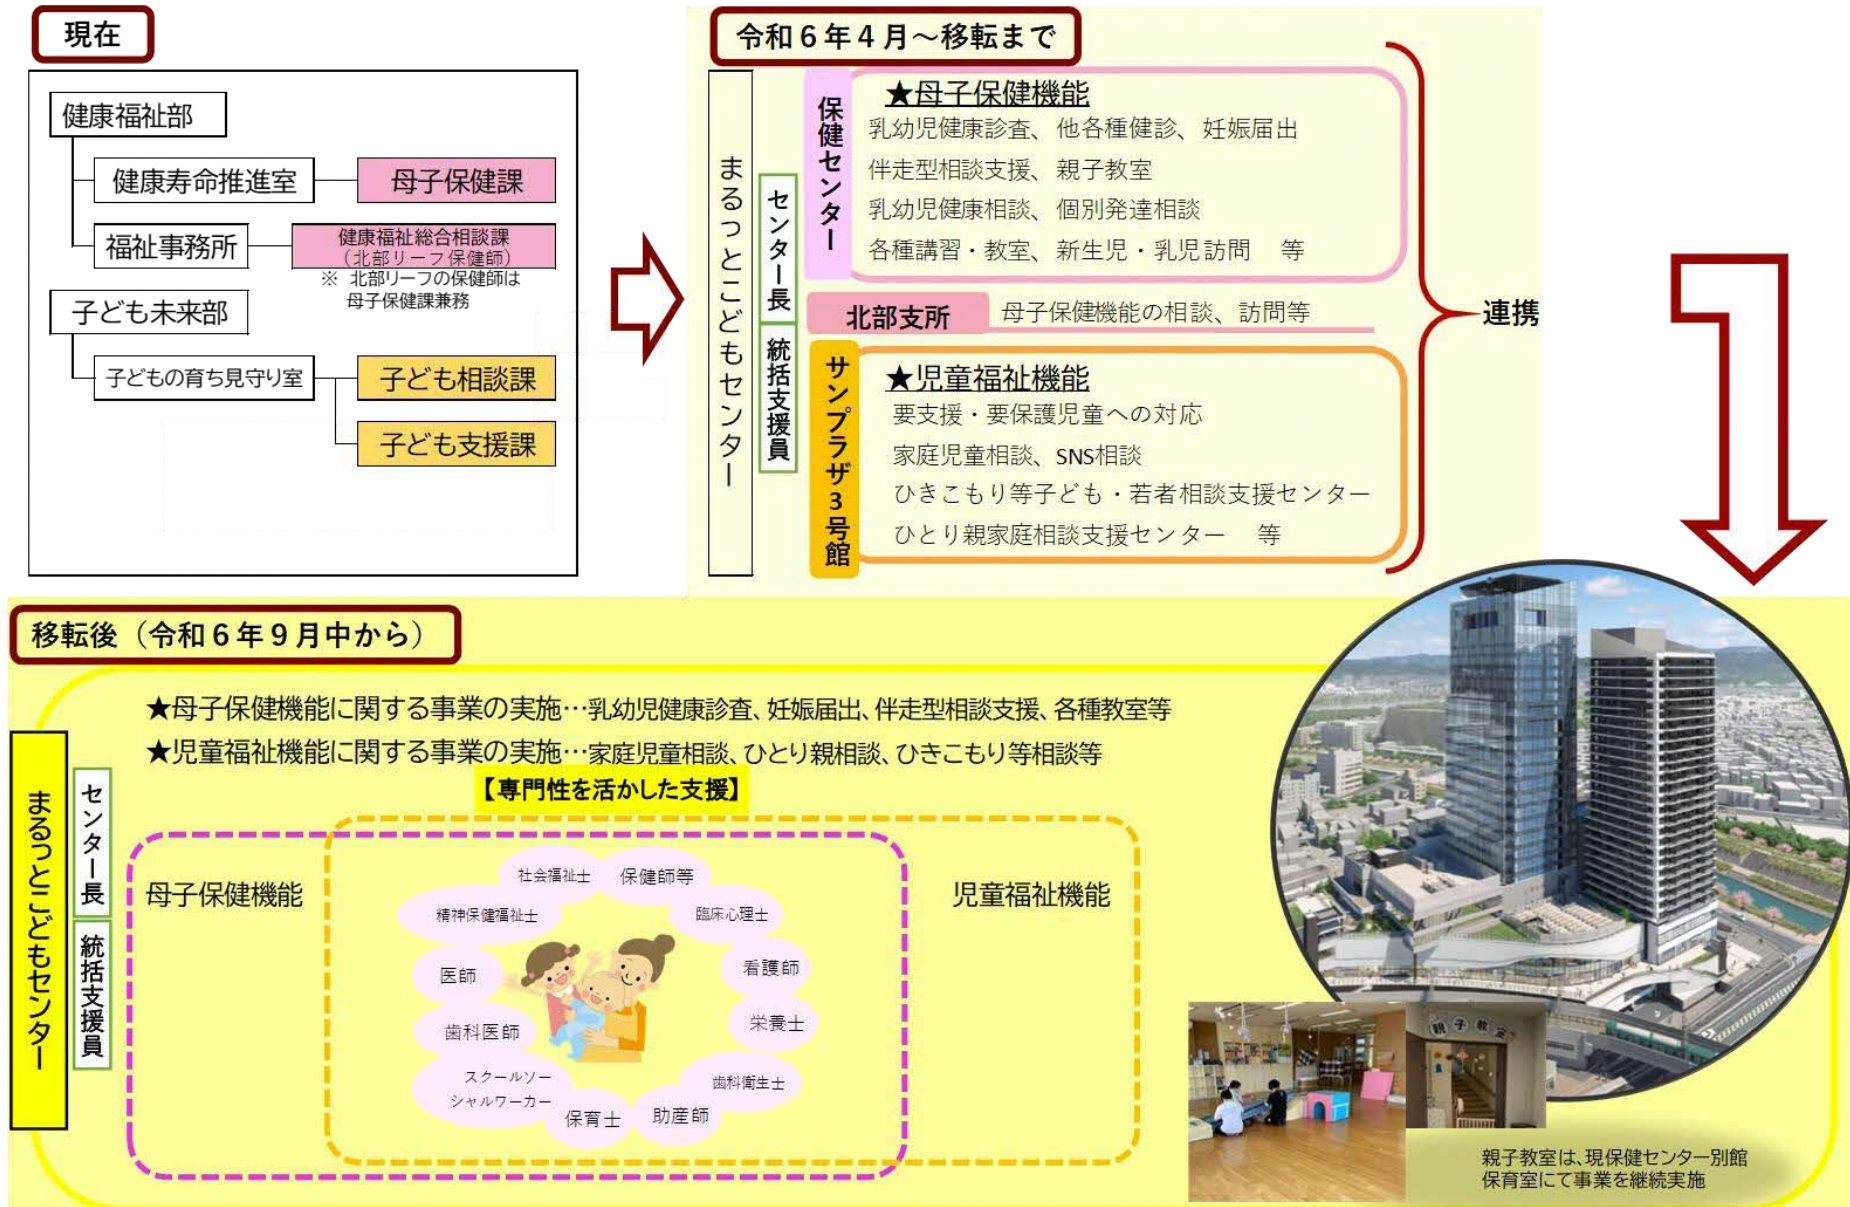 現在
健康福祉部
健康寿命推進室
母子保健課
福祉事務所
健康福祉総合相談課
（北部リーフ保健師）
※ 北部リーフの保健師は
母子保健課兼務
子ども未来部
子どもの育ち見守り室
子ども相談課
子ども支援課
令和６年４月～移転まで
まるっとこどもセンター
センター長
統括支援員
保健センター
★母子保健機能
乳幼児健康診査、他各種健診、妊娠届出
伴走型相談支援、親子教室
乳幼児健康相談、個別発達相談
各種講習・教室、新生児・乳児訪問　等
北部支所
母子保健機能の相談、訪問等
サンプラザ３号館
★児童福祉機能
要支援・要保護児童への対応
家庭児童相談、SNS相談
ひきこもり等子ども・若者相談支援センター
ひとり親家庭相談支援センター　等
連携
移転後（令和６年９月中から）
★母子保健機能に関する事業の実施…乳幼児健康診査、妊娠届出、伴走型相談支援、各種教室等
★児童福祉機能に関する事業の実施…家庭児童相談、ひとり親相談、ひきこもり等相談等
【専門性を活かした支援】
まるっとこどもセンター
センター長
統括支援員
母子保健機能
児童福祉機能
社会福祉士
保健師等
精神保健福祉士
臨床心理士
医師
看護師
歯科医師
栄養士
スクールソー
シャルワーカー
歯科衛生士
保育士
助産師
親子教室
親子教室は、現保健センター別館
保育室にて事業を継続実施